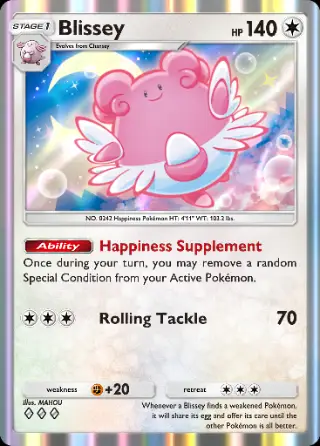 STAGE 1 Blissey HP 140
Evolves from Chansey
NO. 0242 Happiness Pokémon HT: 4'11" WT: 103.2 lbs.
Ability Happiness Supplement
Once during your turn, you may remove a random
Special Condition from your Active Pokémon.
Rolling Tackle 70
weakness +20 retreat
Illus. MAHOU
Whenever a Blissey finds a weakened Pokémon,
it will share its egg and offer its care until the
other Pokémon is all better.